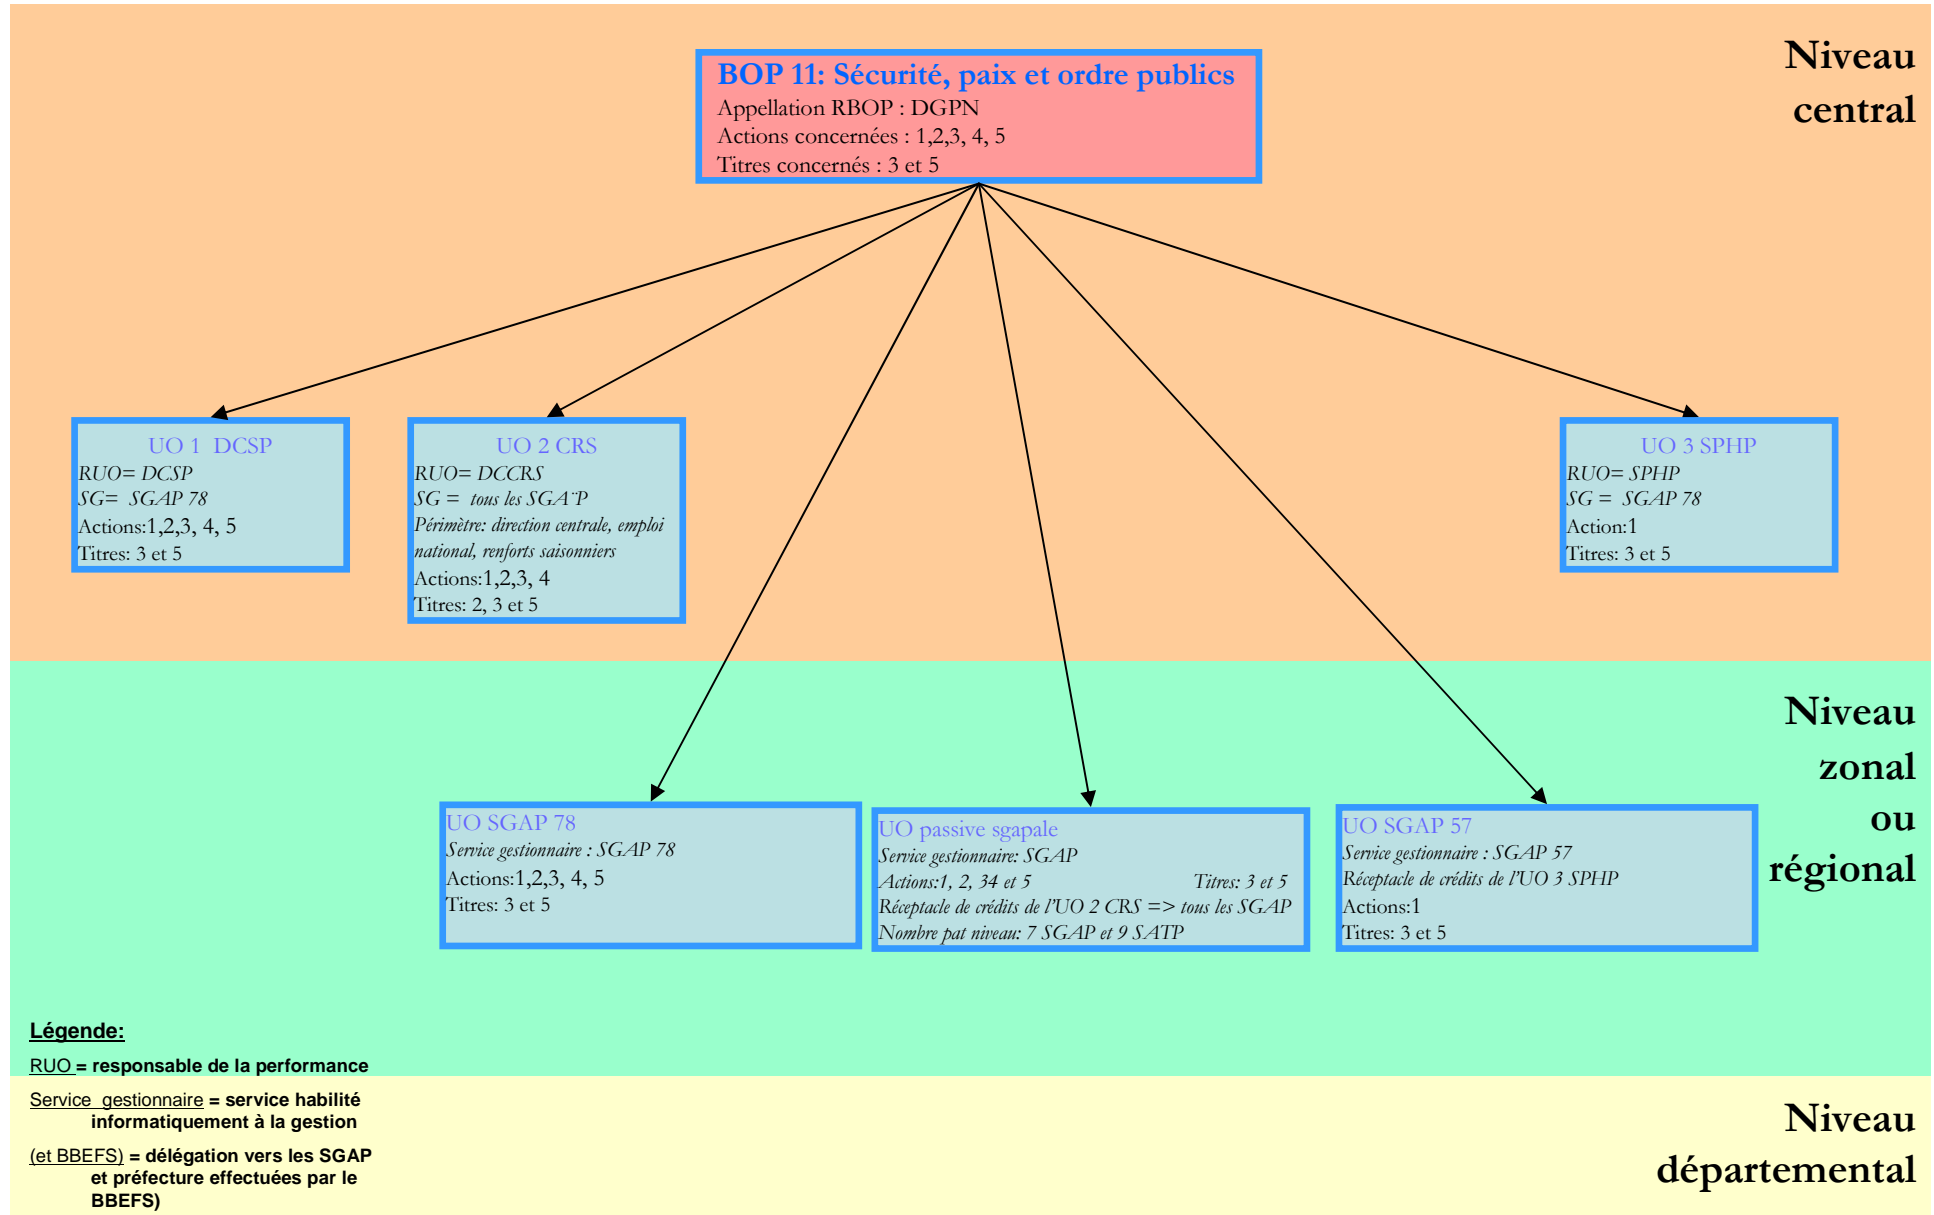 Niveau
central
BOP 11: Sécurité, paix et ordre publics
Appellation RBOP : DGPN
Actions concernées : 1,2,3, 4, 5
Titres concernés : 3 et 5
UO 1  DCSP
RUO= DCSP
SG=  SGAP 78
Actions:1,2,3, 4, 5
Titres: 3 et 5
UO 2 CRS
RUO= DCCRS
SG =  tous les SGA¨P
Périmètre: direction centrale, emploi
national, renforts saisonniers
Actions:1,2,3, 4
Titres: 2, 3 et 5
UO 3 SPHP
RUO= SPHP
SG =  SGAP 78
Action:1
Titres: 3 et 5
Niveau
zonal
ou
régional
UO SGAP 78
Service gestionnaire : SGAP 78
Actions:1,2,3, 4, 5
Titres: 3 et 5
UO passive sgapale
Service gestionnaire: SGAP
Actions:1, 2, 34 et 5 Titres: 3 et 5
Réceptacle de crédits de l'UO 2 CRS => tous les SGAP
Nombre pat niveau: 7 SGAP et 9 SATP
UO SGAP 57
Service gestionnaire : SGAP 57
Réceptacle de crédits de l'UO 3 SPHP
Actions:1
Titres: 3 et 5
Légende:
RUO = responsable de la performance
Service  gestionnaire = service habilité
informatiquement à la gestion
(et BBEFS) = délégation vers les SGAP
et préfecture effectuées par le
BBEFS)
Niveau
départemental